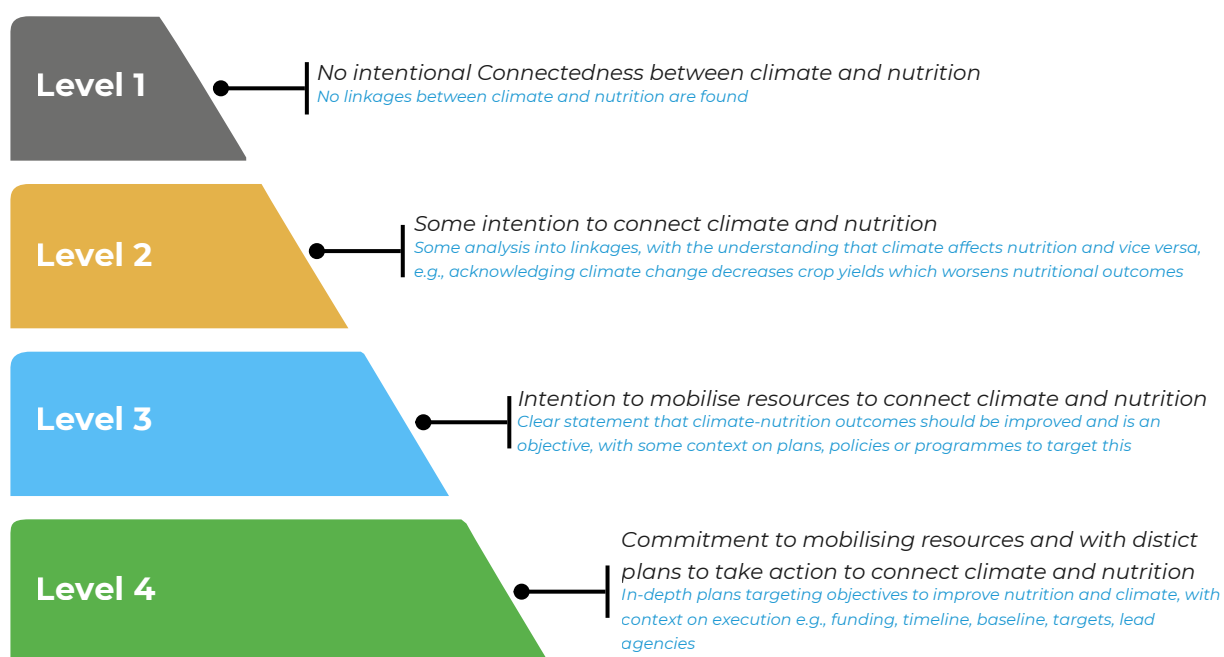 Level 1
No intentional Connectedness between climate and nutrition
No linkages between climate and nutrition are found
Level 2
Some intention to connect climate and nutrition
Some analysis into linkages, with the understanding that climate affects nutrition and vice versa,
e.g., acknowledging climate change decreases crop yields which worsens nutritional outcomes
Level 3
Intention to mobilise resources to connect climate and nutrition
Clear statement that climate-nutrition outcomes should be improved and is an
objective, with some context on plans, policies or programmes to target this
Level 4
Commitment to mobilising resources and with distict
plans to take action to connect climate and nutrition
In-depth plans targeting objectives to improve nutrition and climate, with
context on execution e.g., funding, timeline, baseline, targets, lead
agencies